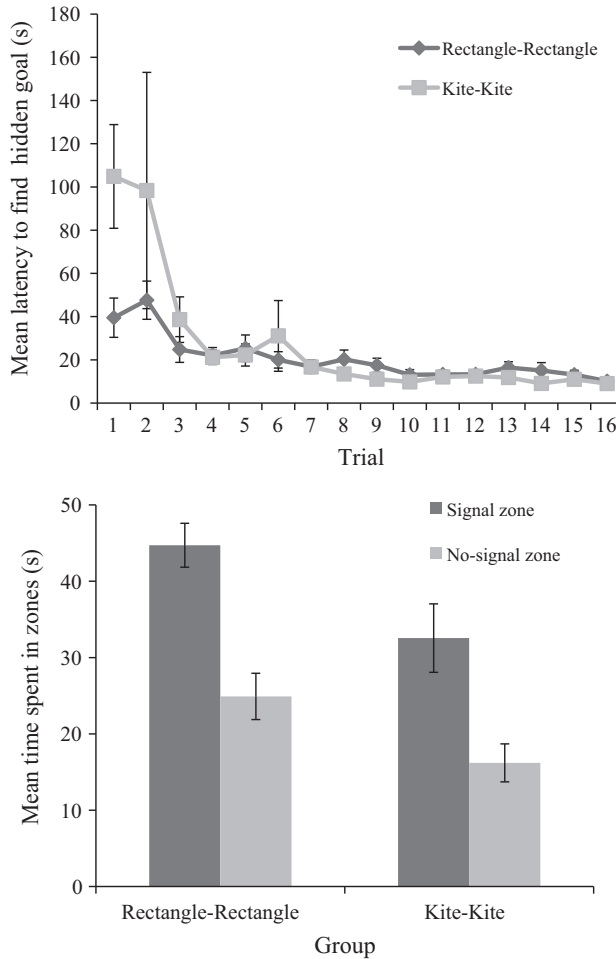 Mean latency to find hidden goal (s)
180
160
140
120
100
80
60
40
20
0
Rectangle-Rectangle
Kite-Kite
1 2 3 4 5 6 7 8 9 10 11 12 13 14 15 16
Trial
Mean time spent in zones (s)
50
40
30
20
10
0
Signal zone
No-signal zone
Rectangle-Rectangle Kite-Kite
Group